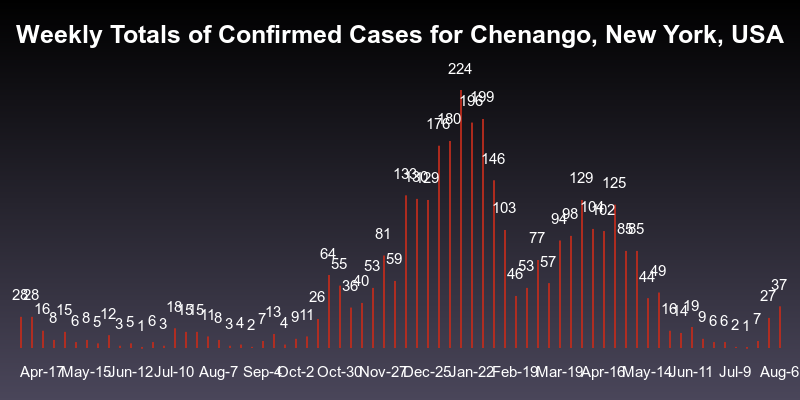 Weekly Totals of Confirmed Cases for Chenango, New York, USA
28 28 16 8 15 6 8 5 12 3 5 1 6 3 18 15 15 11 8 3 4 2 7 13 4 9 11 26 64 55 36 40 53 81 59 133 130 129 176 180 224 196 199 146 103 46 53 77 57 94 98 129 104 102 125 85 85 44 49 16 14 19 9 6 6 2 1 7 27 37
Apr-17 May-15 Jun-12 Jul-10 Aug-7 Sep-4 Oct-2 Oct-30 Nov-27 Dec-25 Jan-22 Feb-19 Mar-19 Apr-16 May-14 Jun-11 Jul-9 Aug-6